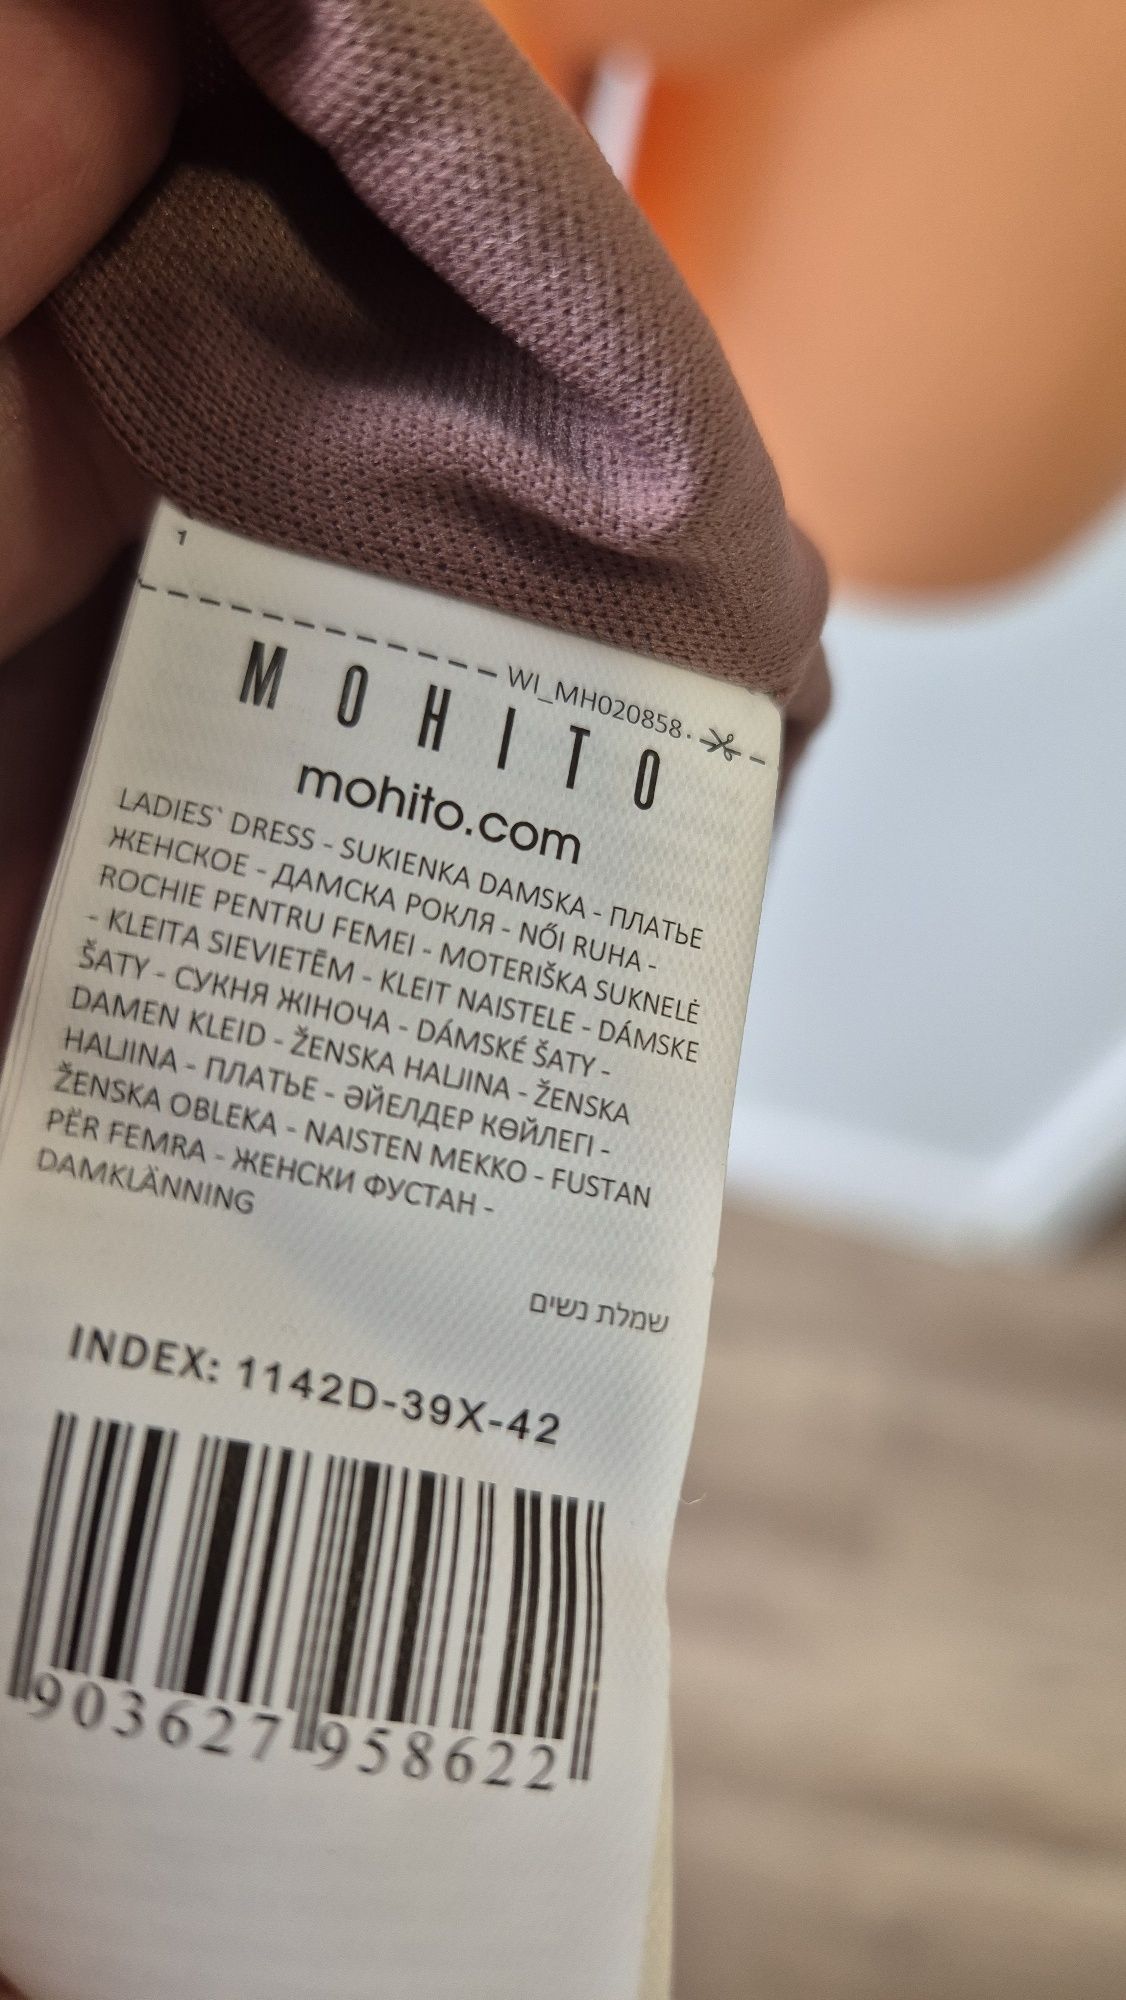 1
WI_MH020858.
MOHITO
mohito.com
LADIES` DRESS - SUKIENKA DAMSKA - ПЛАТЬЕ
ЖЕНСКОЕ - ДАМСКА РОКЛЯ - NŐI RUHA -
ROCHIE PENTRU FEMEI - MOTERIŠKA SUKNELĖ
- KLEITA SIEVIETĒM - KLEIT NAISTELE - DÁMSKE
ŠATY - СУКНЯ ЖІНОЧА - DÁMSKÉ ŠATY -
DAMEN KLEID - ŽENSKA HALJINA - ŽENSKA
HALJINA - ПЛАТЬЕ - ӘЙЕЛДЕР КӨЙЛЕГІ -
ŽENSKA OBLEKA - NAISTEN MEKKO - FUSTAN
PËR FEMRA - ЖЕНСКИ ФУСТАН -
DAMKLÄNNING
שמלת נשים
INDEX: 1142D-39X-42
903627 958622